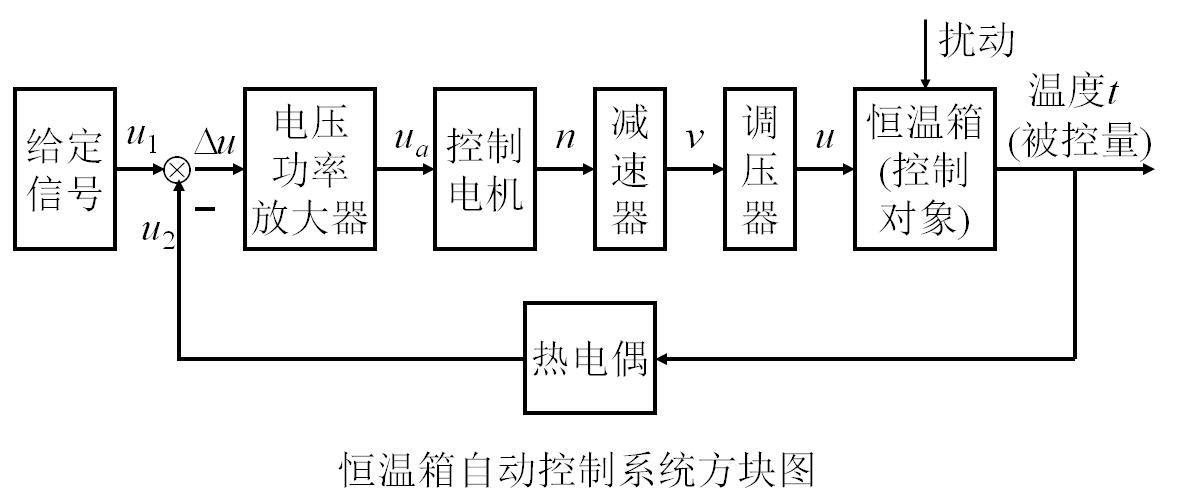 扰动
给定
信号
u1
u2
Δu
−
电压
功率
放大器
ua
控制
电机
n
减
速
器
v
调
压
器
u
恒温箱
(控制
对象)
温度t
(被控量)
热电偶
恒温箱自动控制系统方块图